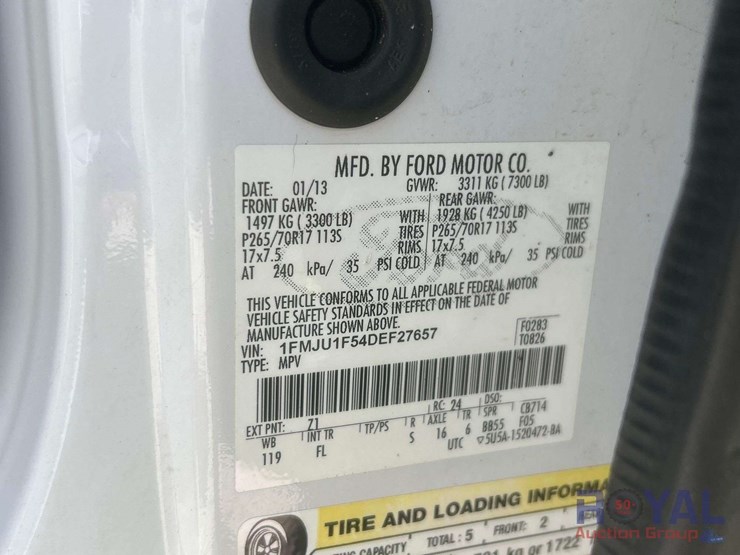 MFD. BY FORD MOTOR CO.
DATE: 01/13 GVWR: 3311 KG ( 7300 LB)
FRONT GAWR: REAR GAWR:
1497 KG ( 3300 LB) WITH 1928 KG ( 4250 LB) WITH
P265/70R17 113S TIRES P265/70R17 113S TIRES
17x7.5 RIMS 17x7.5 RIMS
AT 240 kPa/ 35 PSI COLD AT 240 kPa/ 35 PSI COLD
THIS VEHICLE CONFORMS TO ALL APPLICABLE FEDERAL MOTOR
VEHICLE SAFETY STANDARDS IN EFFECT ON THE DATE OF
MANUFACTURE SHOWN ABOVE.
VIN: 1FMJU1F54DEF27657 F0283
TYPE: MPV T0826
EXT PNT: Z1 RC: 24 DSO: CB714
WB INT TR TP/PS R AXLE TR SPR F05
119 FL S 16 6 BB55
UTC 5U5A-1520472-BA
TIRE AND LOADING INFORMA
CAPACITY TOTAL: 5 FRONT: 2
kg or 1722
ROYAL
Auction Group